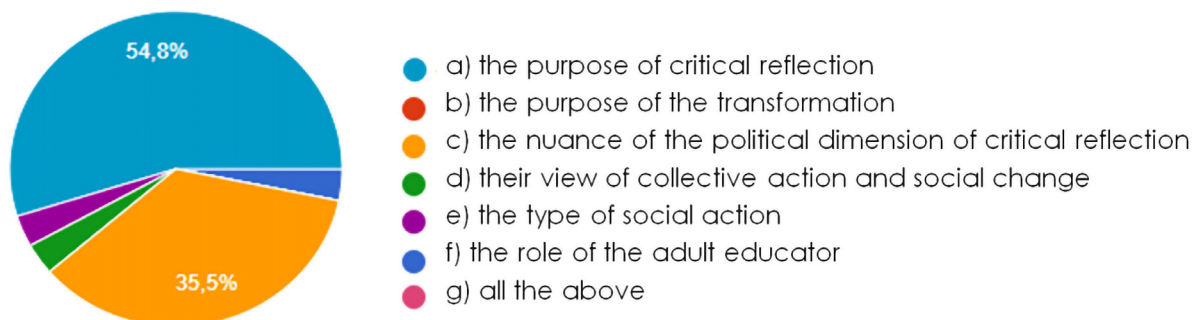 54,8%
a) the purpose of critical reflection
b) the purpose of the transformation
c) the nuance of the political dimension of critical reflection
d) their view of collective action and social change
e) the type of social action
f) the role of the adult educator
g) all the above
35,5%